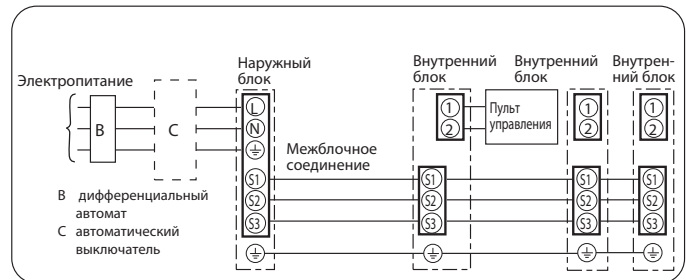 Электропитание
B
C
B дифференциальный
автомат
C автоматический
выключатель
Наружный
блок
L
N
S1
S2
S3
Межблочное
соединение
Внутренний
блок
1
2
Пульт
управления
S1
S2
S3
Внутренний
блок
1
2
S1
S2
S3
Внутрен-
ний блок
1
2
S1
S2
S3